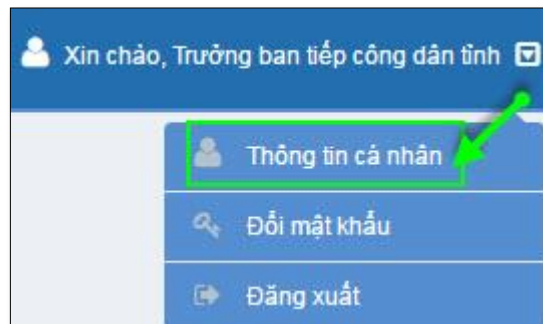 Xin chào, Trưởng ban tiếp công dân tỉnh
Thông tin cá nhân
Đổi mật khẩu
Đăng xuất